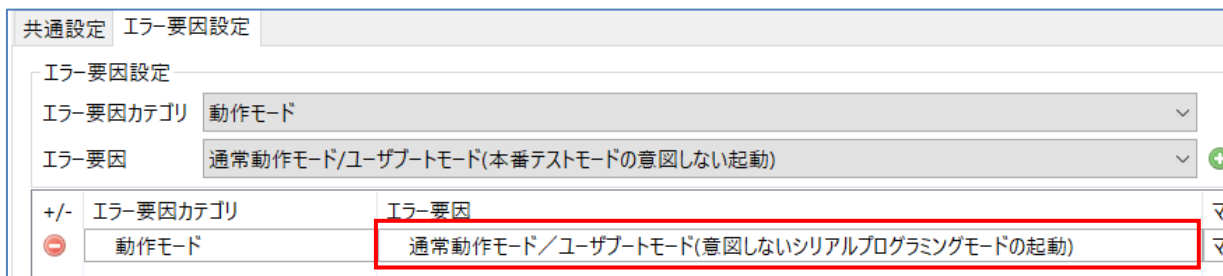 共通設定 エラー要因設定
エラー要因設定
エラー要因カテゴリ 動作モード
エラー要因 通常動作モード/ユーザブートモード(本番テストモードの意図しない起動)
+/- エラー要因カテゴリ エラー要因
動作モード 通常動作モード／ユーザブートモード(意図しないシリアルプログラミングモードの起動)